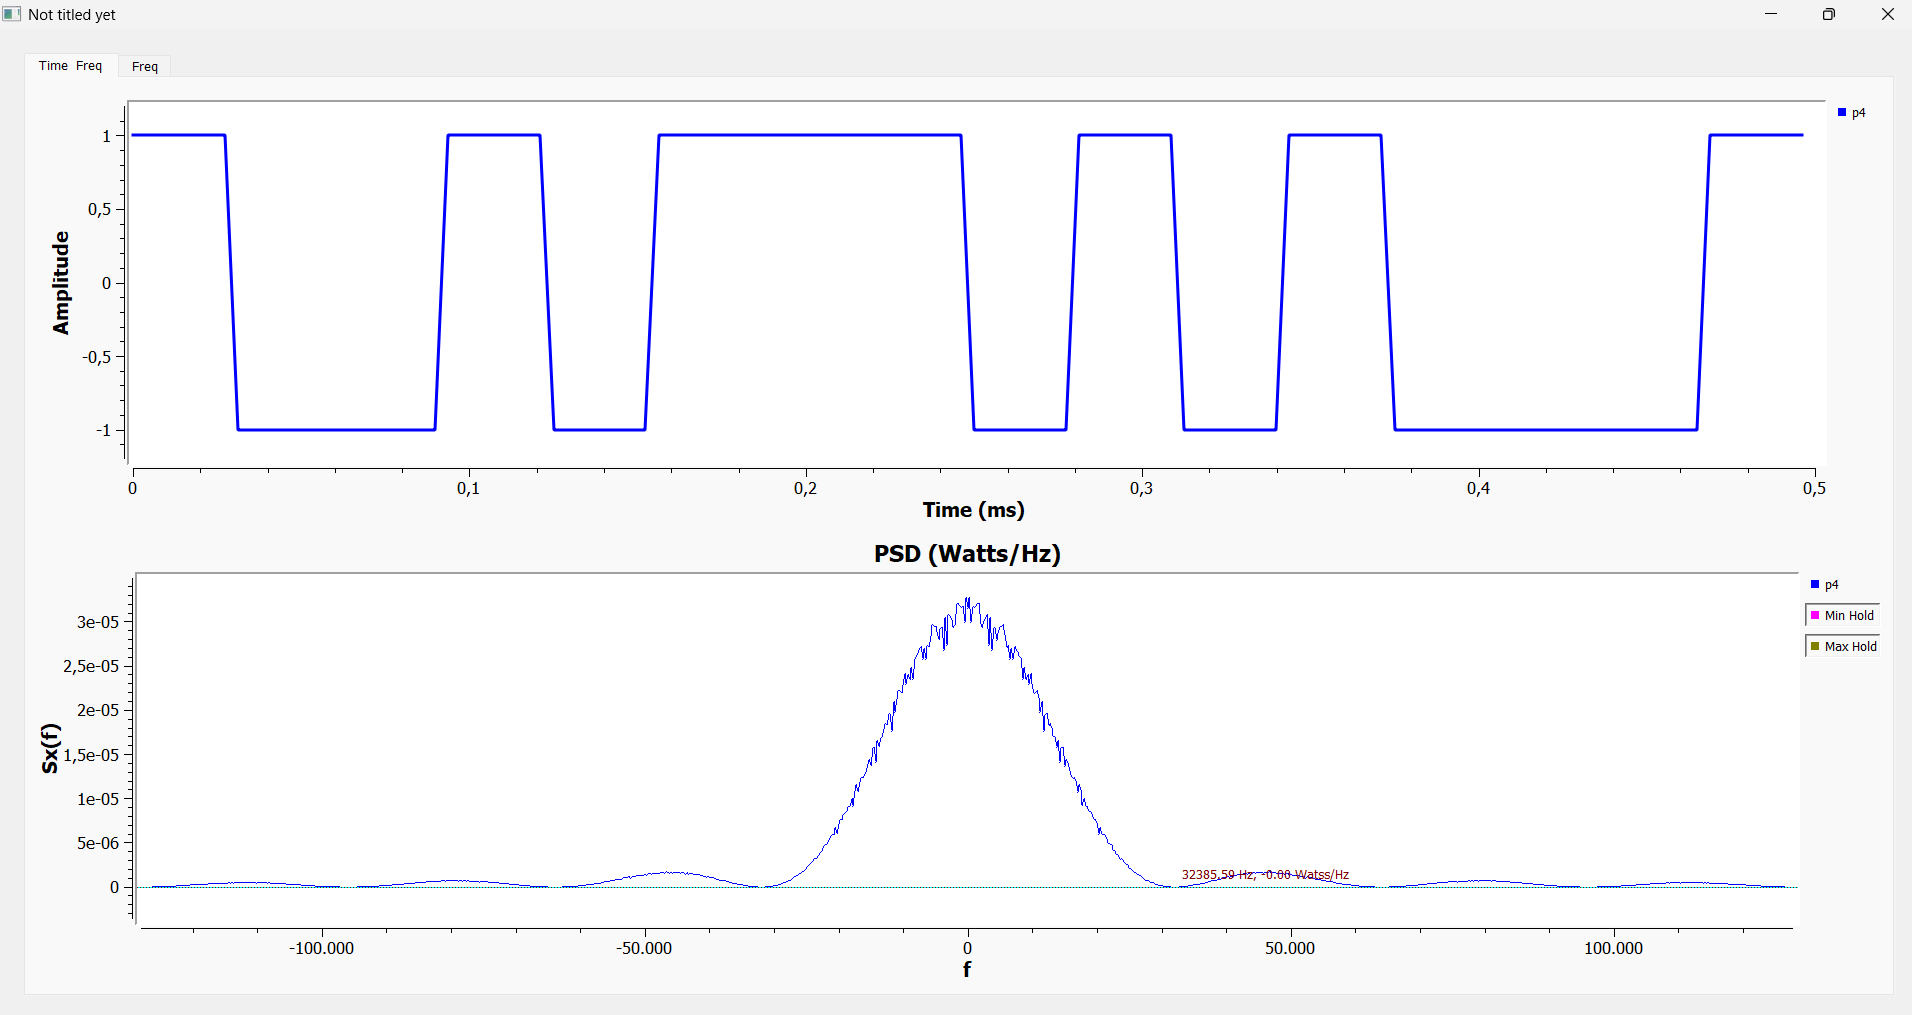 Not titled yet
Time Freq
Freq
1
0,5
0
-0,5
-1
Amplitude
p4
0
0,1
0,2
0,3
0,4
0,5
Time (ms)
PSD (Watts/Hz)
3e-05
2,5e-05
2e-05
1,5e-05
1e-05
5e-06
0
Sx(f)
p4
Min Hold
Max Hold
32385.59 Hz, -0.00 Watss/Hz
-100.000
-50.000
0
50.000
100.000
f